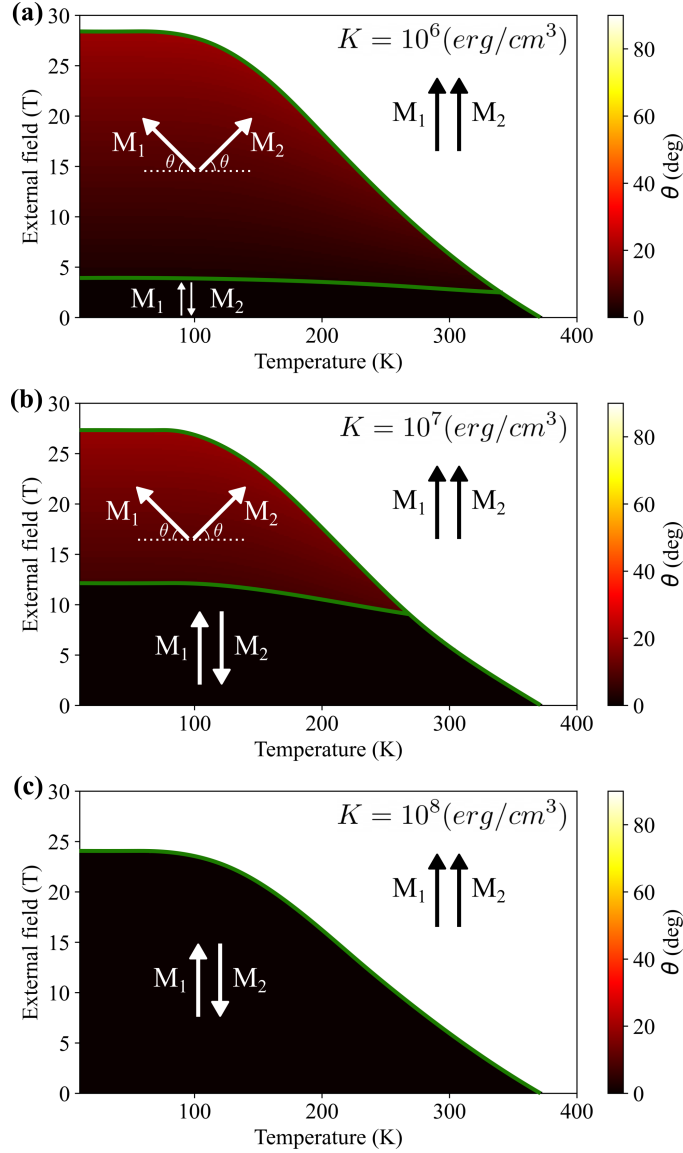 (a)
K = 10^6(erg/cm^3)
30
25
20
15
10
5
0
External field (T)
M₁ M₂
θ θ
M₁ M₂
M₁ M₂
100 200 300 400
Temperature (K)
80
60
40
20
0
θ (deg)
(b)
K = 10^7(erg/cm^3)
30
25
20
15
10
5
0
External field (T)
M₁ M₂
θ θ
M₁ M₂
M₁ M₂
100 200 300 400
Temperature (K)
80
60
40
20
0
θ (deg)
(c)
K = 10^8(erg/cm^3)
30
25
20
15
10
5
0
External field (T)
M₁ M₂
M₁ M₂
100 200 300 400
Temperature (K)
80
60
40
20
0
θ (deg)